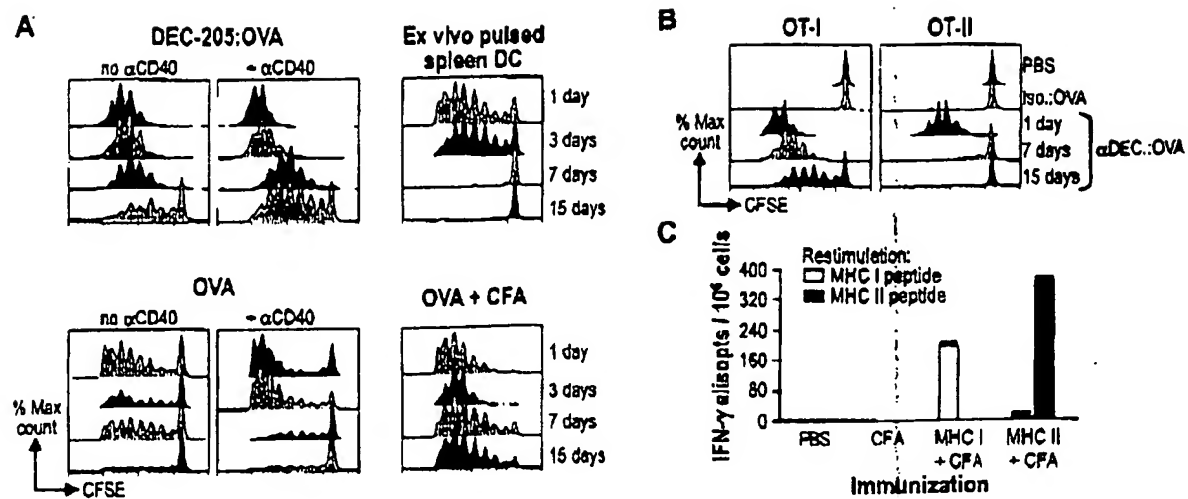 A
DEC-205:OVA
no αCD40
- αCD40
Ex vivo pulsed
spleen DC
1 day
3 days
7 days
15 days
OVA
no αCD40
- αCD40
OVA + CFA
1 day
3 days
7 days
15 days
% Max
count
CFSE
B
OT-I
OT-II
PBS
Iso.:OVA
1 day
7 days
15 days
αDEC.:OVA
% Max
count
CFSE
C
IFN-γ elispots / 10⁶ cells
400
320
240
160
80
0
Restimulation:
MHC I peptide
MHC II peptide
PBS
CFA
MHC I
+ CFA
MHC II
+ CFA
Immunization